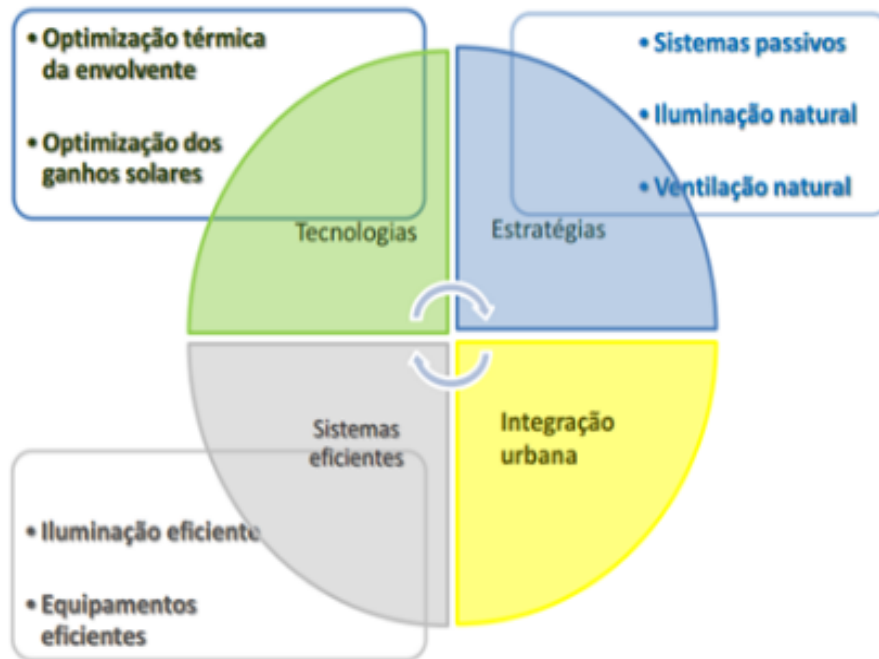 • Optimização térmica
da envolvente
• Optimização dos
ganhos solares
Tecnologias
• Sistemas passivos
• Iluminação natural
• Ventilação natural
Estratégias
Sistemas
eficientes
• Iluminação eficiente
• Equipamentos
eficientes
Integração
urbana